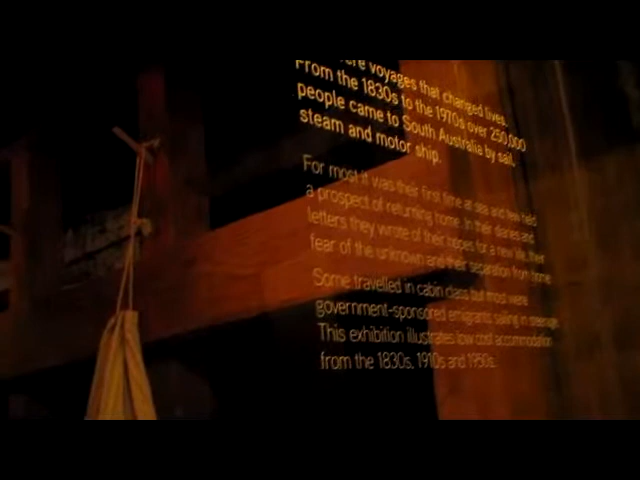 voyages that changed lives.
From the 1830s to the 1970s over 250,000
people came to South Australia by sail,
steam and motor ship.
For most it was their first time at sea and few held
a prospect of returning home. In their diaries and
letters they wrote of their hopes for a new life, their
fear of the unknown and their separation from home
Some travelled in cabin class but most were
government-sponsored emigrants sailing in steerage.
This exhibition illustrates low cost accommodation
from the 1830s, 1910s and 1950s.